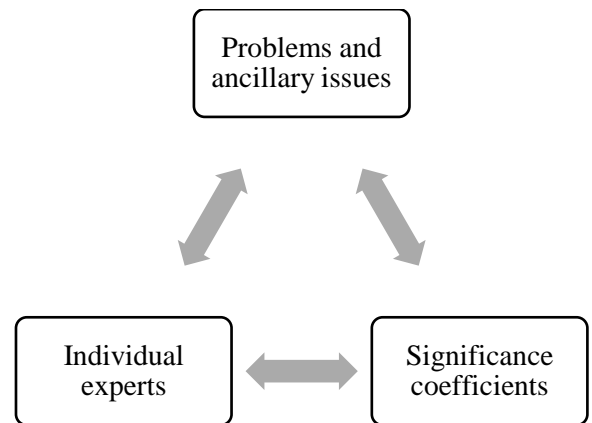 Problems and
ancillary issues
Individual
experts
Significance
coefficients